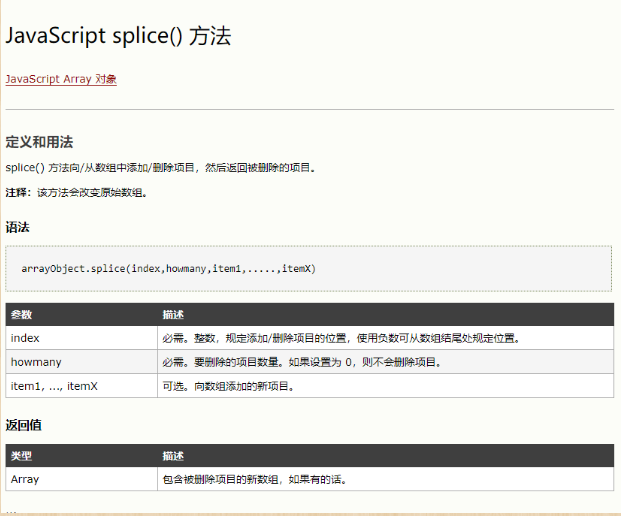 JavaScript splice() 方法
JavaScript Array 对象
定义和用法
splice() 方法向/从数组中添加/删除项目，然后返回被删除的项目。
注释：该方法会改变原始数组。
语法
arrayObject.splice(index,howmany,item1,.....,itemX)
参数 描述
index 必需。整数，规定添加/删除项目的位置，使用负数可从数组结尾处规定位置。
howmany 必需。要删除的项目数量。如果设置为 0，则不会删除项目。
item1, ..., itemX 可选。向数组添加的新项目。
返回值
类型 描述
Array 包含被删除项目的新数组，如果有的话。